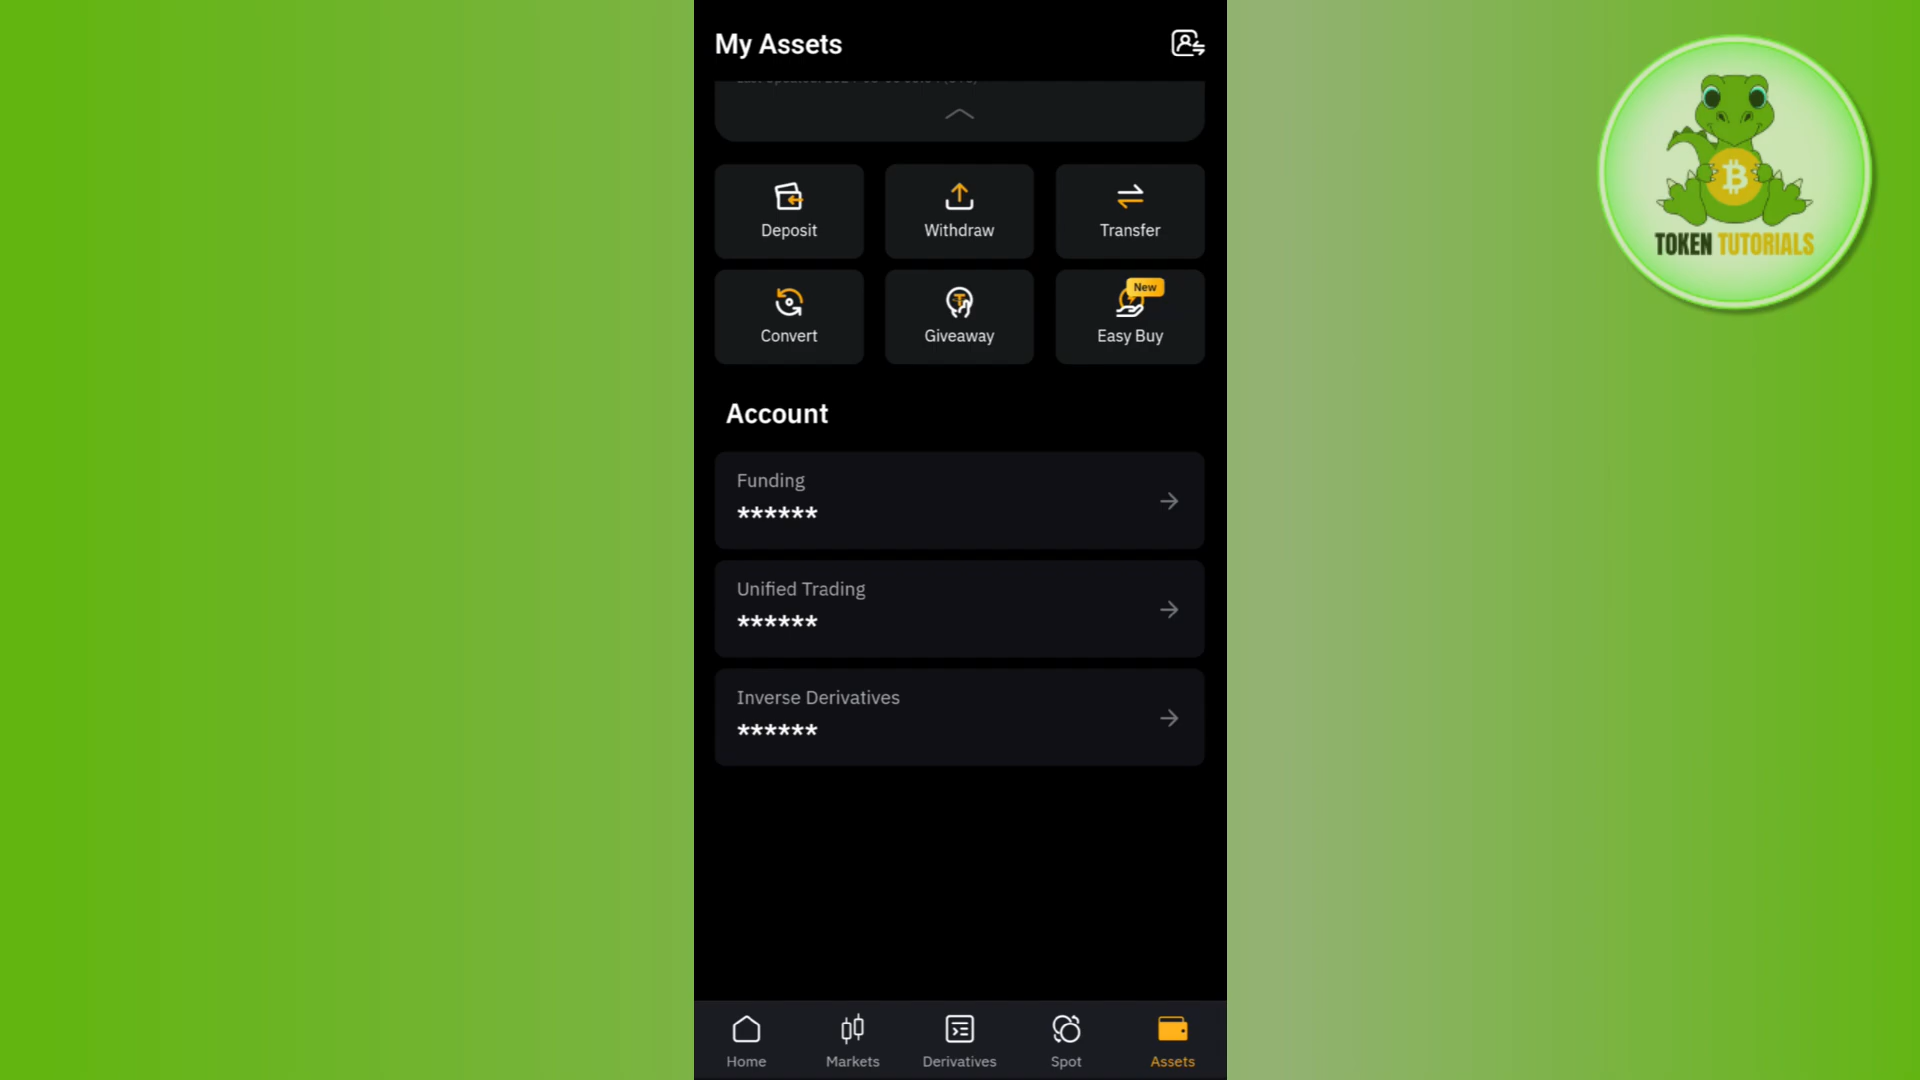 My Assets
Deposit
Withdraw
Transfer
Convert
Giveaway
New
Easy Buy
Account
Funding
******
Unified Trading
******
Inverse Derivatives
******
Home
Markets
Derivatives
Spot
Assets
TOKEN TUTORIALS